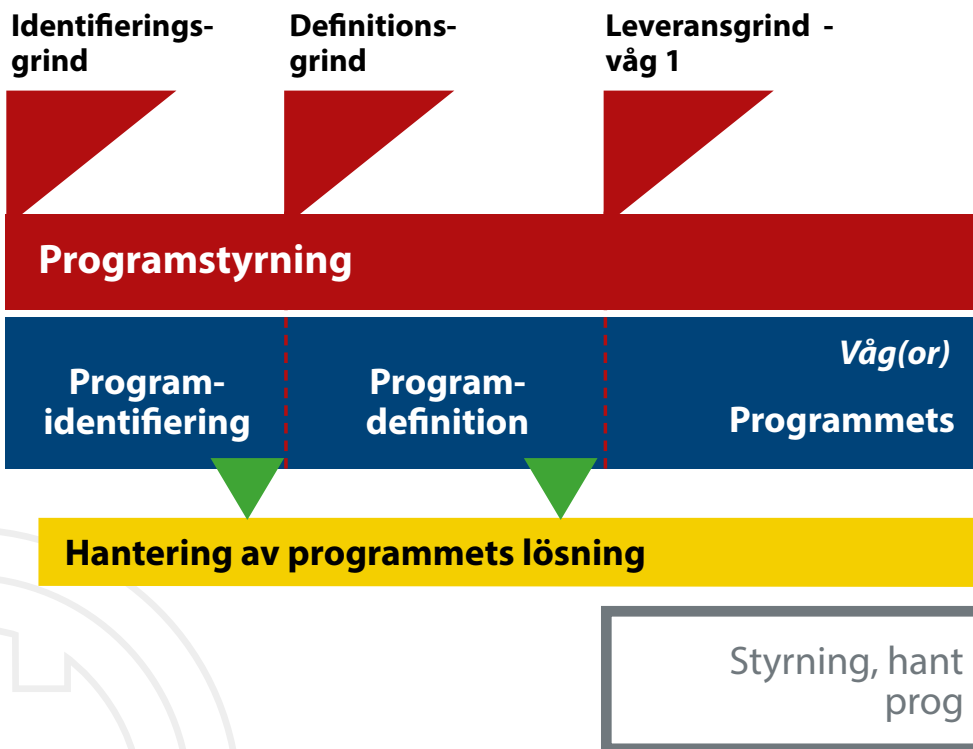 Identifierings-
grind
Definitions-
grind
Leveransgrind -
våg 1
Programstyrning
Program-
identifiering
Program-
definition
Våg(or)
Programmets
Hantering av programmets lösning
Styrning, hant
prog